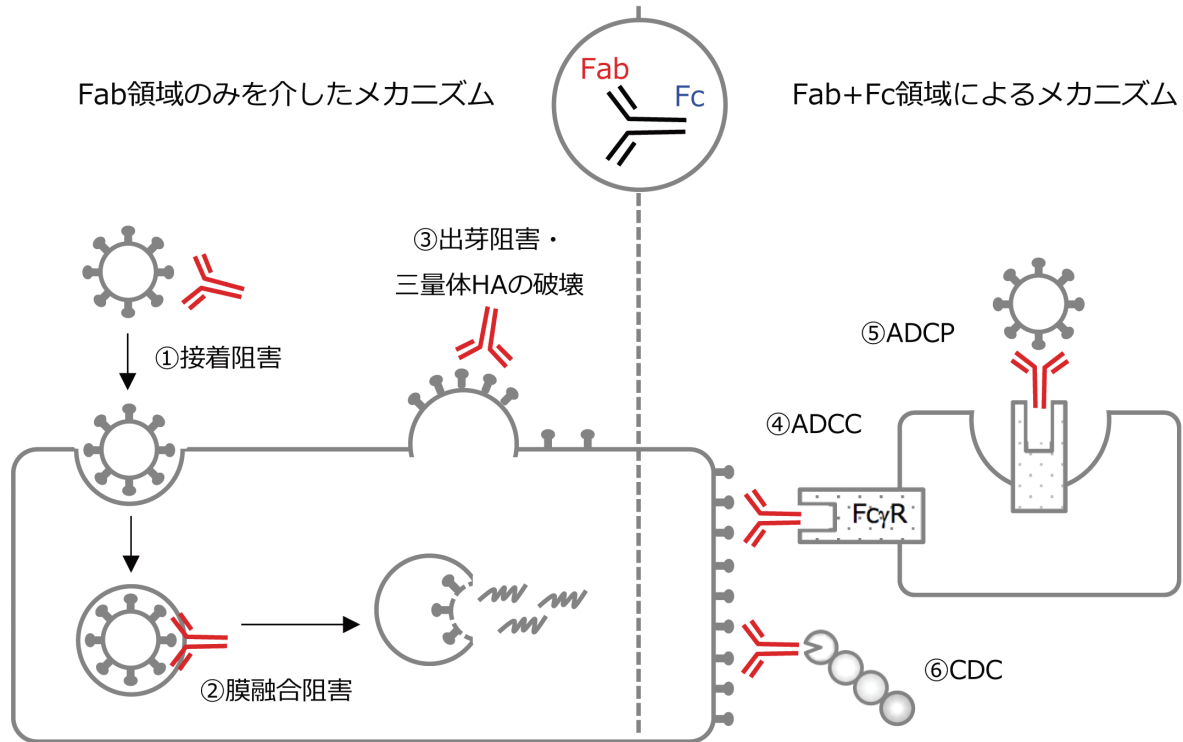 Fab領域のみを介したメカニズム
Fab
Fc
Fab+Fc領域によるメカニズム
③出芽阻害・
三量体HAの破壊
①接着阻害
⑤ADCP
④ADCC
FcγR
②膜融合阻害
⑥CDC